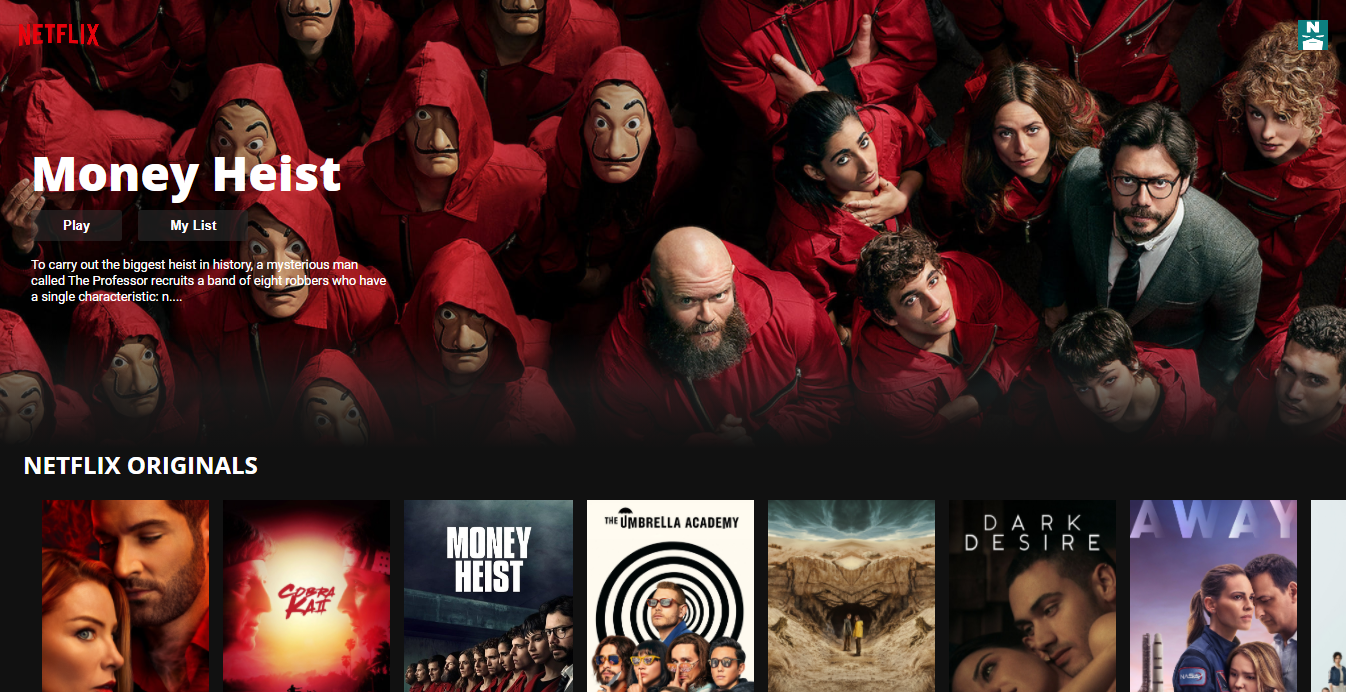 NETFLIX
N
Money Heist
Play
My List
To carry out the biggest heist in history, a mysterious man
called The Professor recruits a band of eight robbers who have
a single characteristic: n....
NETFLIX ORIGINALS
COBRA
KAI
MONEY
HEIST
THE UMBRELLA ACADEMY
DARK
DESIRE
AWAY